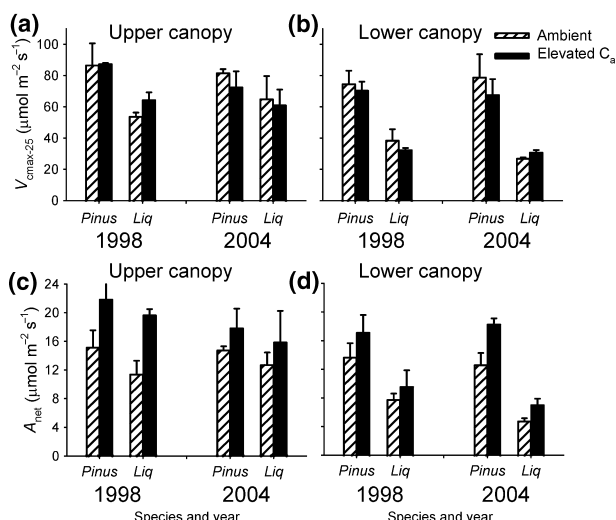 (a) Upper canopy
(b) Lower canopy
Ambient
Elevated Ca
100
80
60
40
20
0
Vcmax-25 (μmol m−2 s−1)
Pinus Liq Pinus Liq
1998 2004
Pinus Liq Pinus Liq
1998 2004
(c) Upper canopy
(d) Lower canopy
24
20
16
12
8
4
0
Anet (μmol m−2 s−1)
Pinus Liq Pinus Liq
1998 2004
Species and year
Pinus Liq Pinus Liq
1998 2004
Species and year